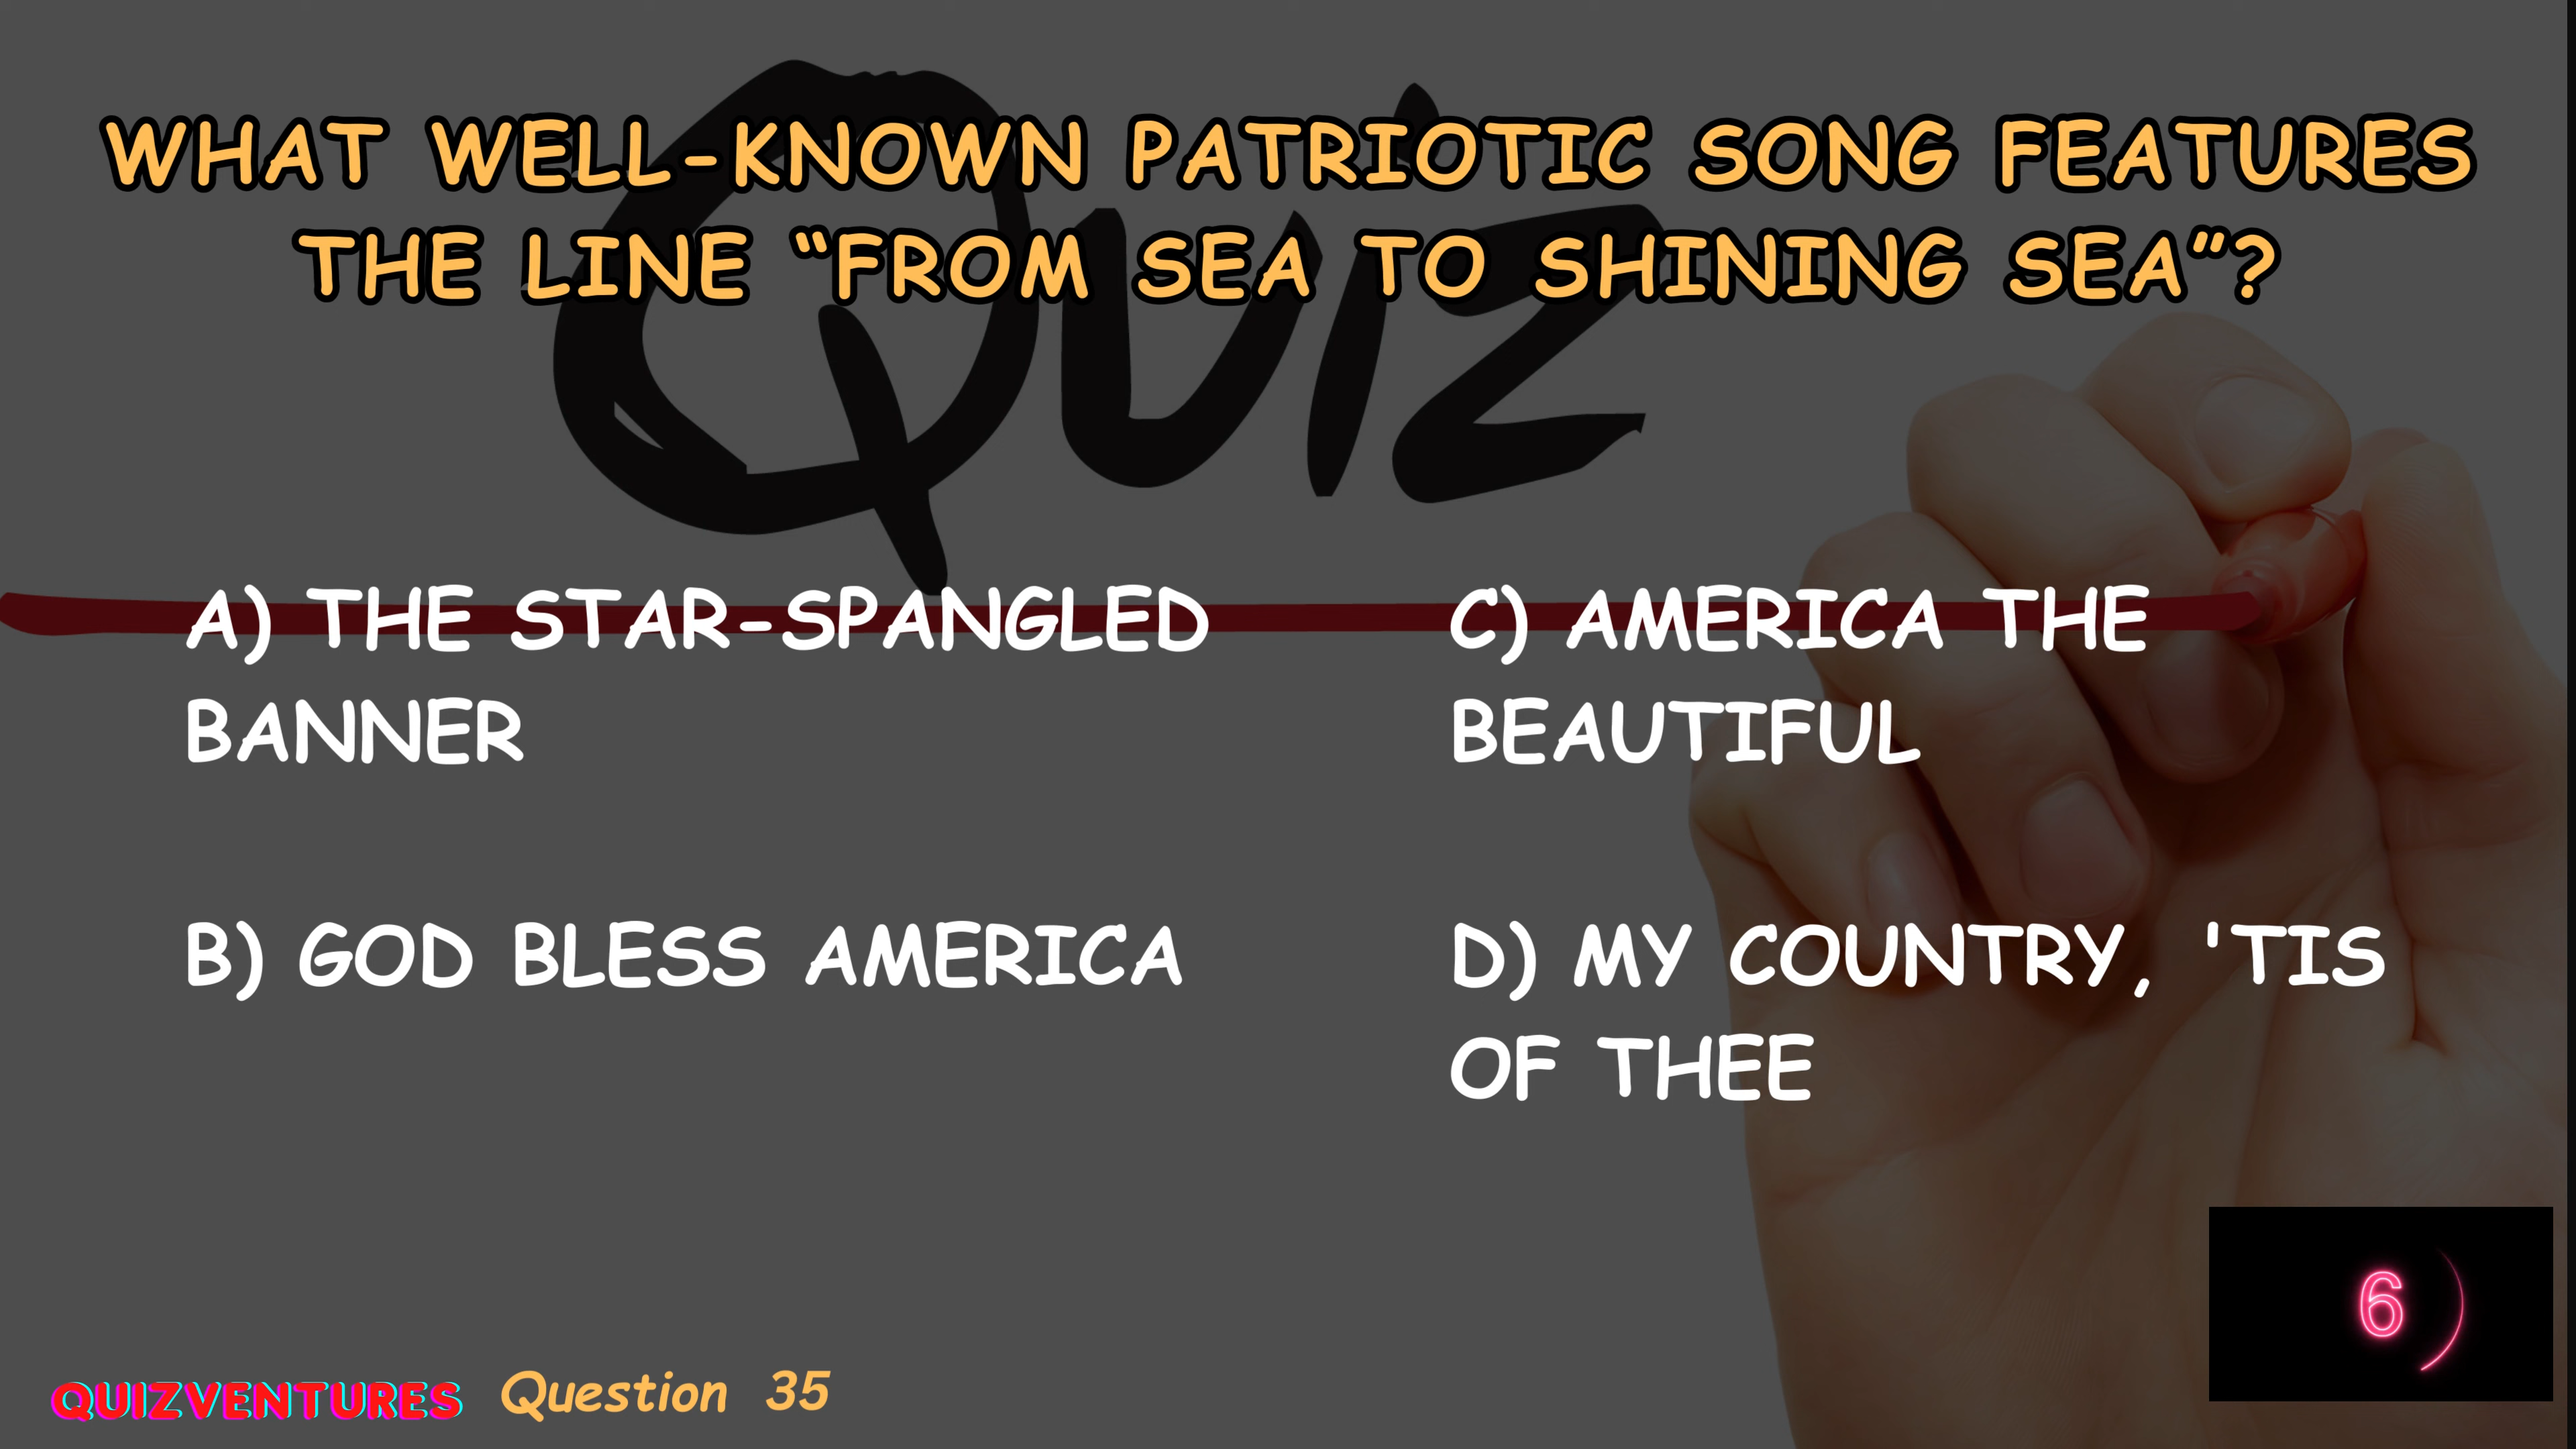 Quiz
WHAT WELL-KNOWN PATRIOTIC SONG FEATURES
THE LINE “FROM SEA TO SHINING SEA”?
A) THE STAR-SPANGLED
BANNER
B) GOD BLESS AMERICA
C) AMERICA THE
BEAUTIFUL
D) MY COUNTRY, 'TIS
OF THEE
6
QUIZVENTURES Question 35